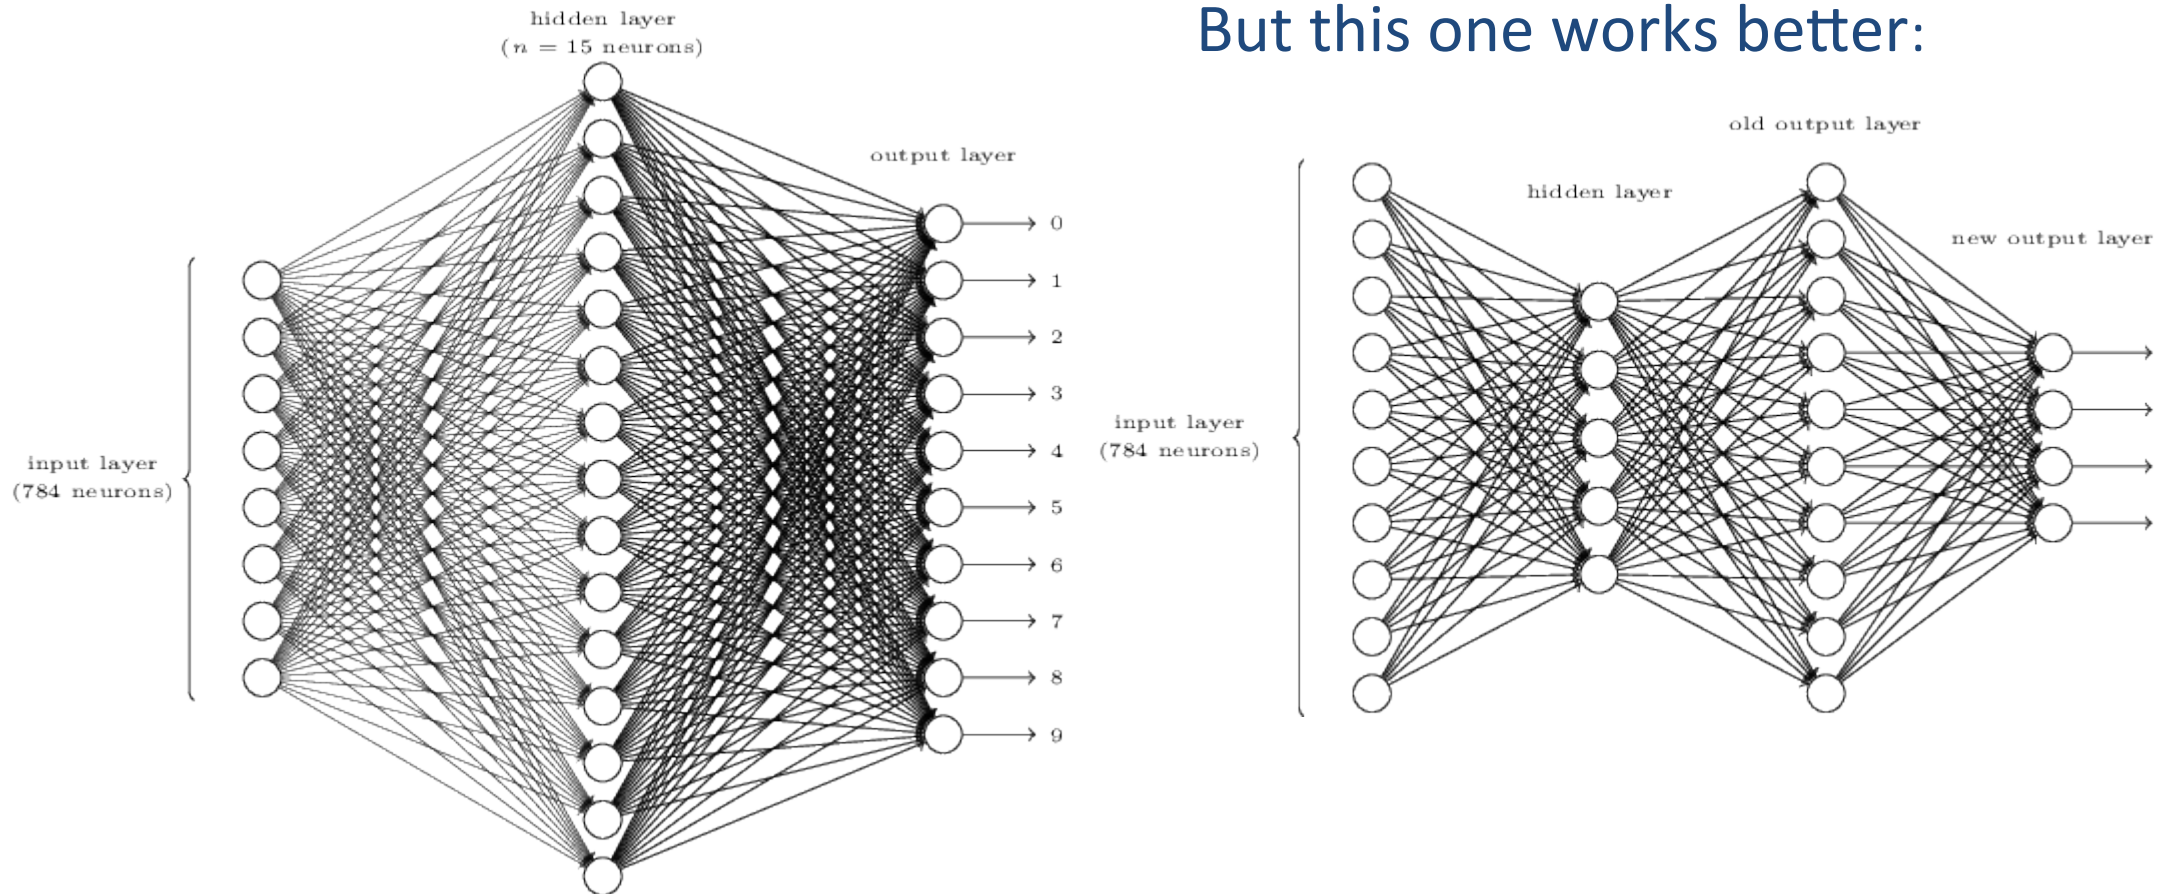 hidden layer
(n = 15 neurons)
output layer
input layer
(784 neurons)
0
1
2
3
4
5
6
7
8
9
But this one works better:
old output layer
hidden layer
new output layer
input layer
(784 neurons)